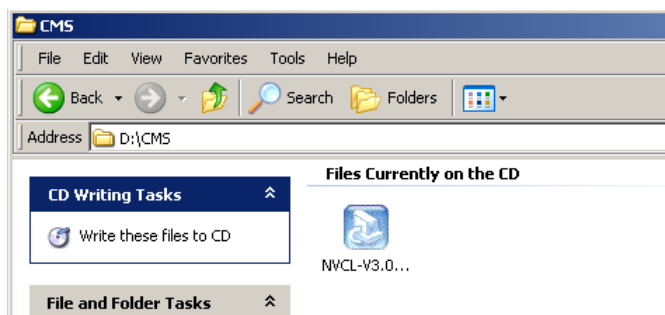 CMS
File Edit View Favorites Tools Help
Back Search Folders
Address D:\CMS
CD Writing Tasks
Write these files to CD
File and Folder Tasks
Files Currently on the CD
NVCL-V3.0...